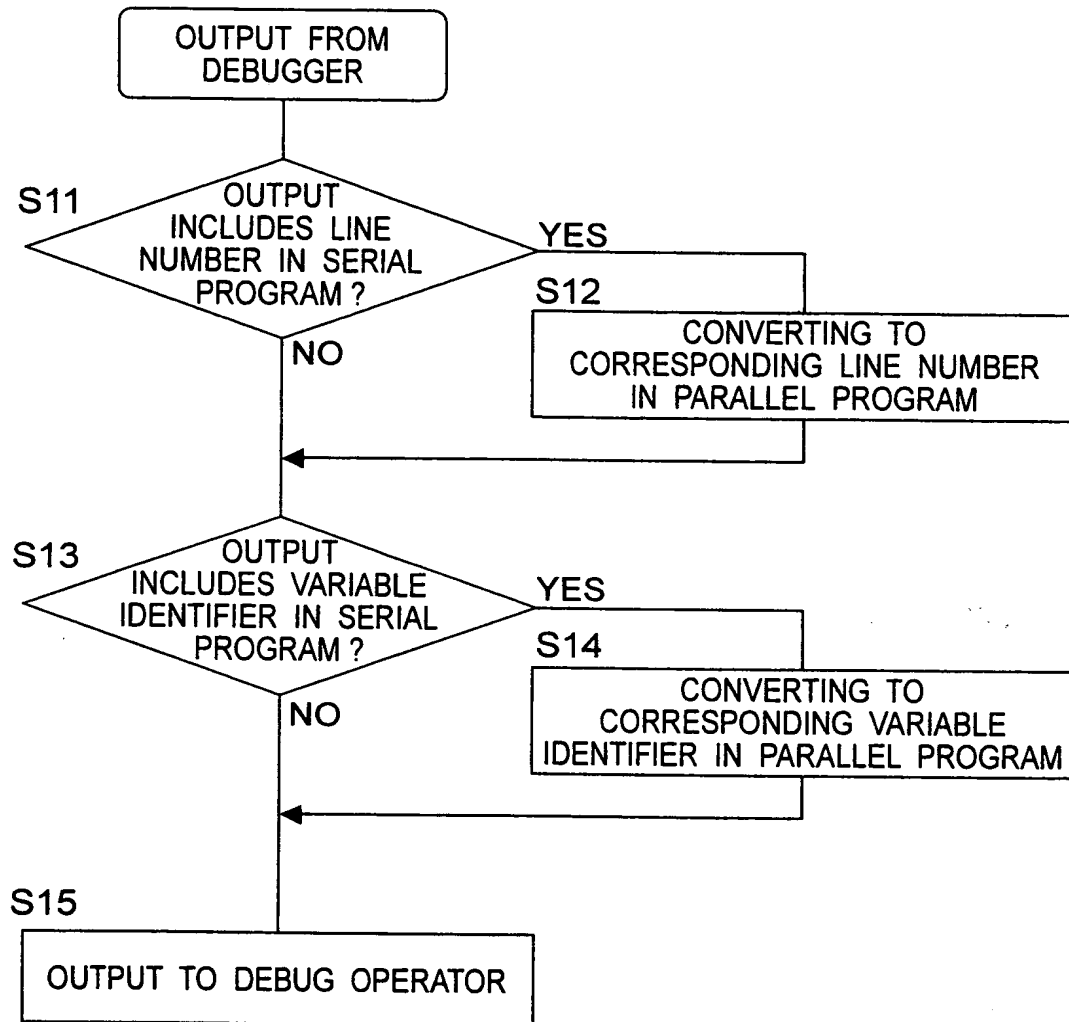 OUTPUT FROM
DEBUGGER
S11
OUTPUT
INCLUDES LINE
NUMBER IN SERIAL
PROGRAM ?
YES
NO
S12
CONVERTING TO
CORRESPONDING LINE NUMBER
IN PARALLEL PROGRAM
S13
OUTPUT
INCLUDES VARIABLE
IDENTIFIER IN SERIAL
PROGRAM ?
YES
NO
S14
CONVERTING TO
CORRESPONDING VARIABLE
IDENTIFIER IN PARALLEL PROGRAM
S15
OUTPUT TO DEBUG OPERATOR